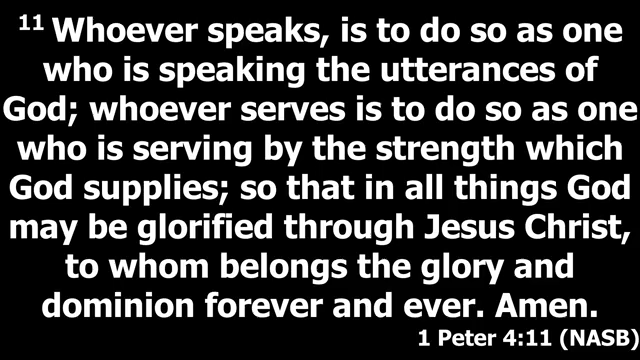 11 Whoever speaks, is to do so as one
who is speaking the utterances of
God; whoever serves is to do so as one
who is serving by the strength which
God supplies; so that in all things God
may be glorified through Jesus Christ,
to whom belongs the glory and
dominion forever and ever. Amen.
1 Peter 4:11 (NASB)